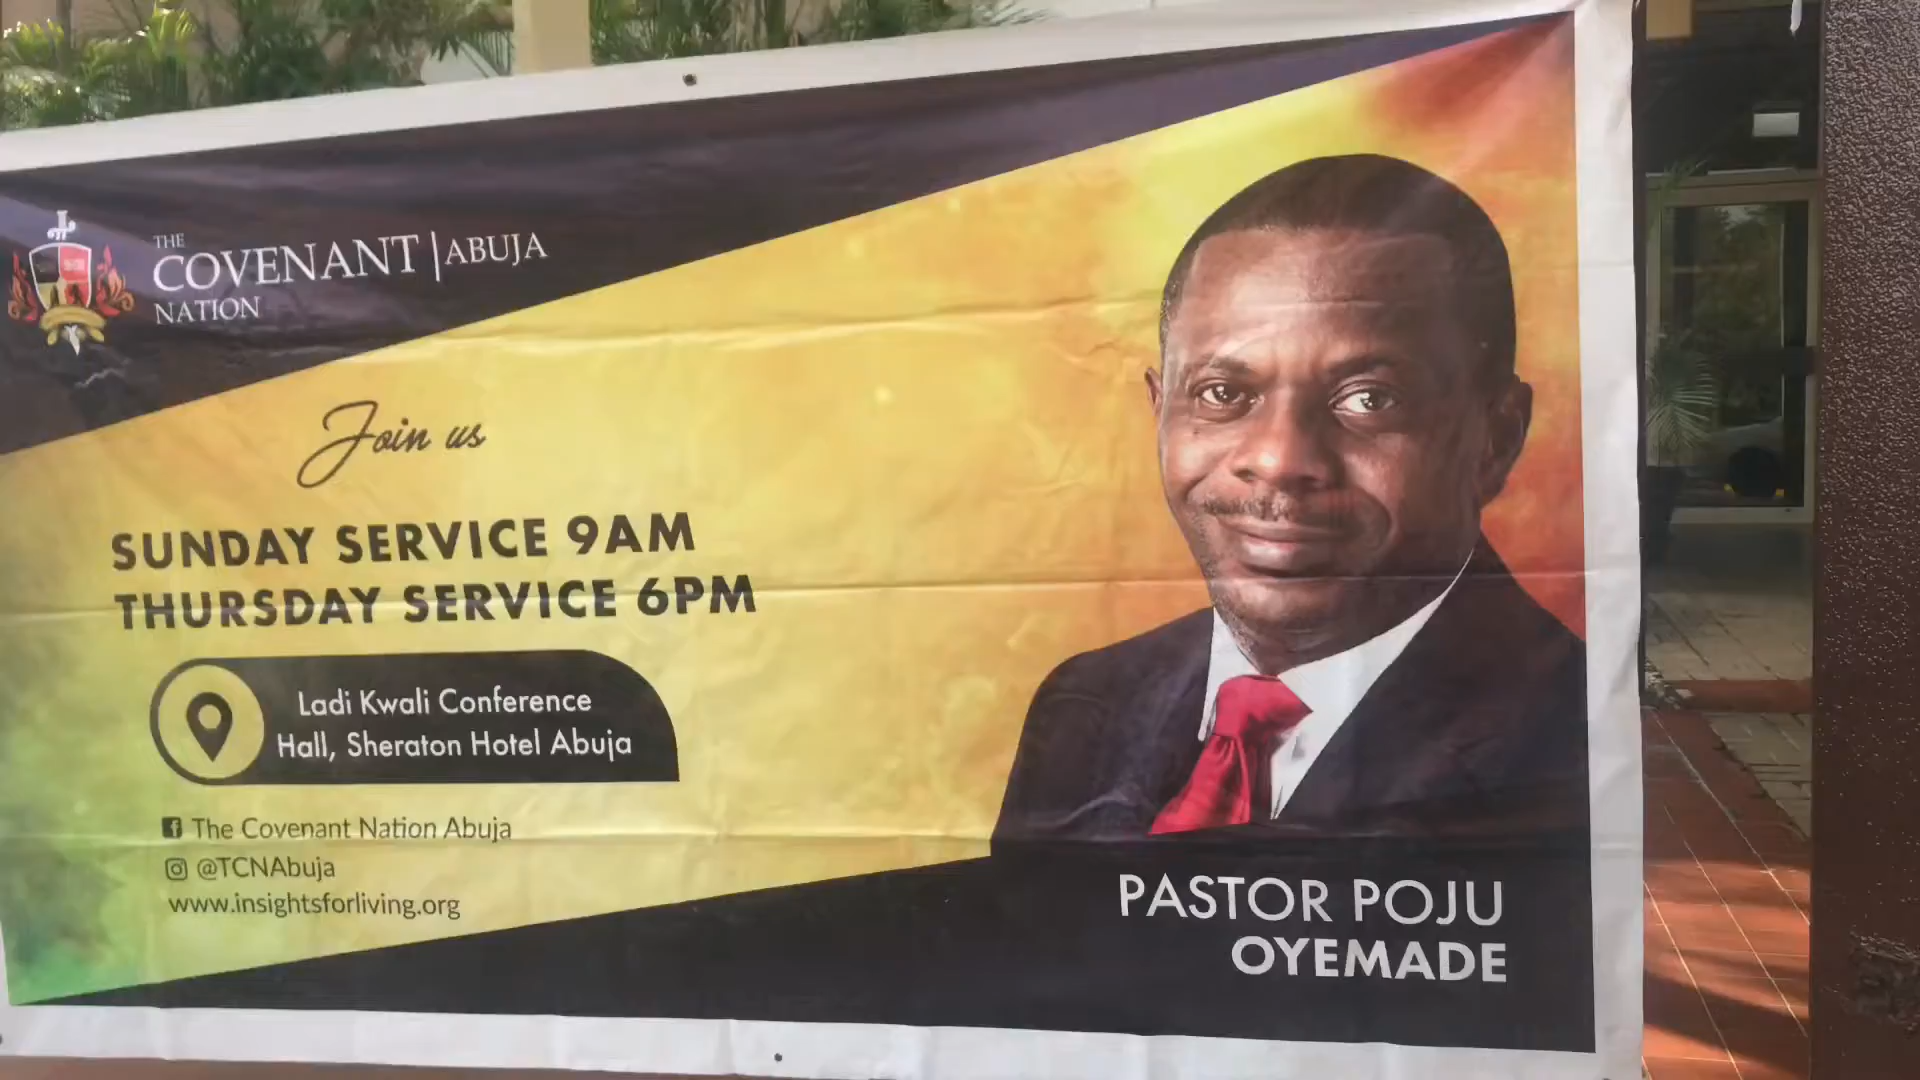 THE
COVENANT | ABUJA
NATION
Join us
SUNDAY SERVICE 9AM
THURSDAY SERVICE 6PM
Ladi Kwali Conference
Hall, Sheraton Hotel Abuja
The Covenant Nation Abuja
@TCNAbuja
www.insightsforliving.org
PASTOR POJU
OYEMADE